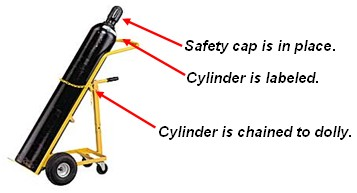 Safety cap is in place.
Cylinder is labeled.
Cylinder is chained to dolly.